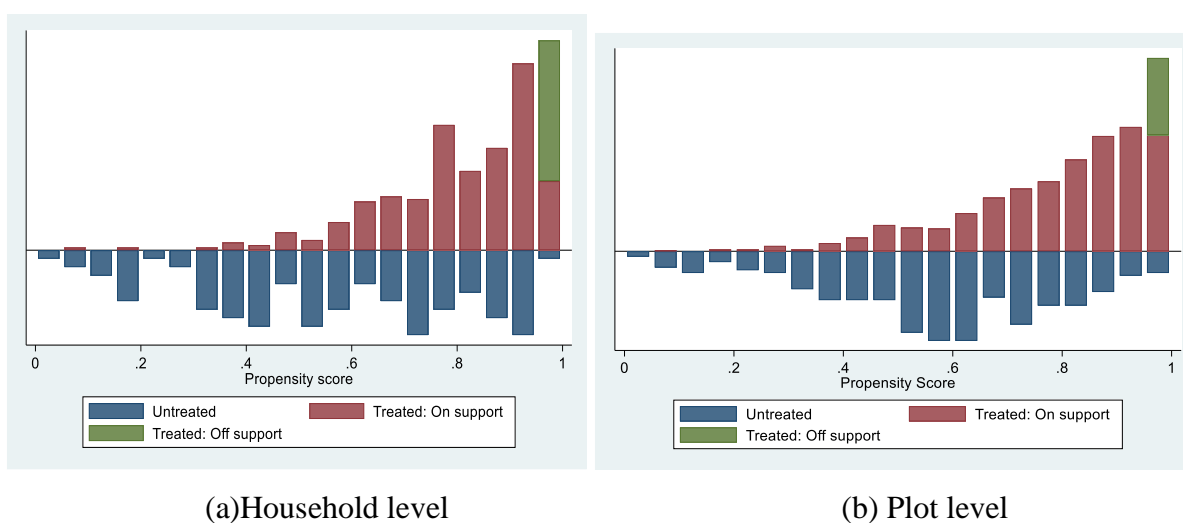 0 .2 .4 .6 .8 1
Propensity score
Untreated Treated: On support
Treated: Off support
(a)Household level
0 .2 .4 .6 .8 1
Propensity Score
Untreated Treated: On support
Treated: Off support
(b) Plot level